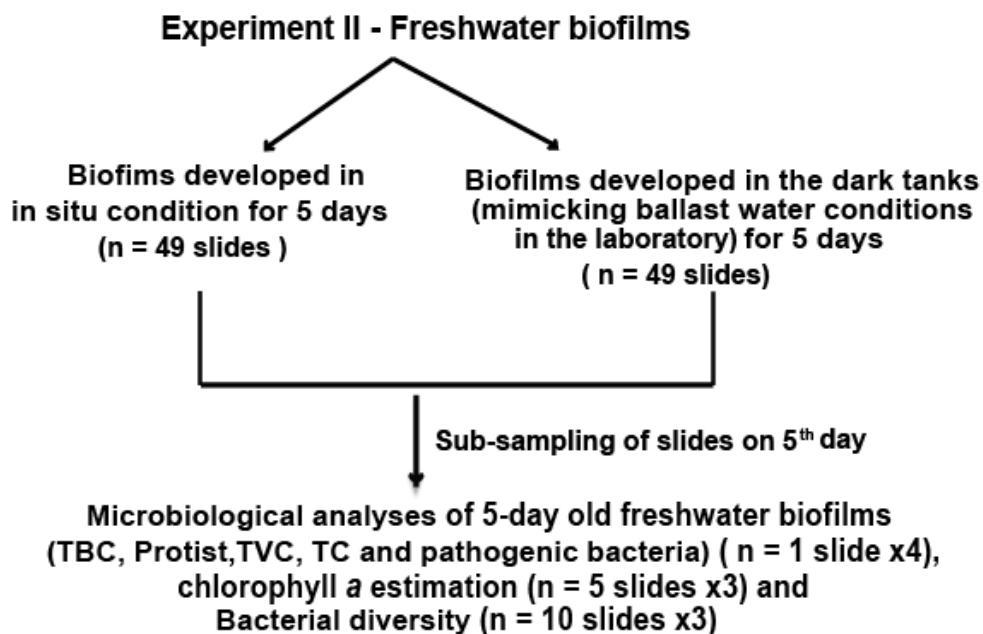 Experiment II - Freshwater biofilms
Biofims developed in
in situ condition for 5 days
(n = 49 slides )
Biofilms developed in the dark tanks
(mimicking ballast water conditions
in the laboratory) for 5 days
( n = 49 slides)
Sub-sampling of slides on 5th day
Microbiological analyses of 5-day old freshwater biofilms
(TBC, Protist,TVC, TC and pathogenic bacteria) ( n = 1 slide x4),
chlorophyll a estimation (n = 5 slides x3) and
Bacterial diversity (n = 10 slides x3)